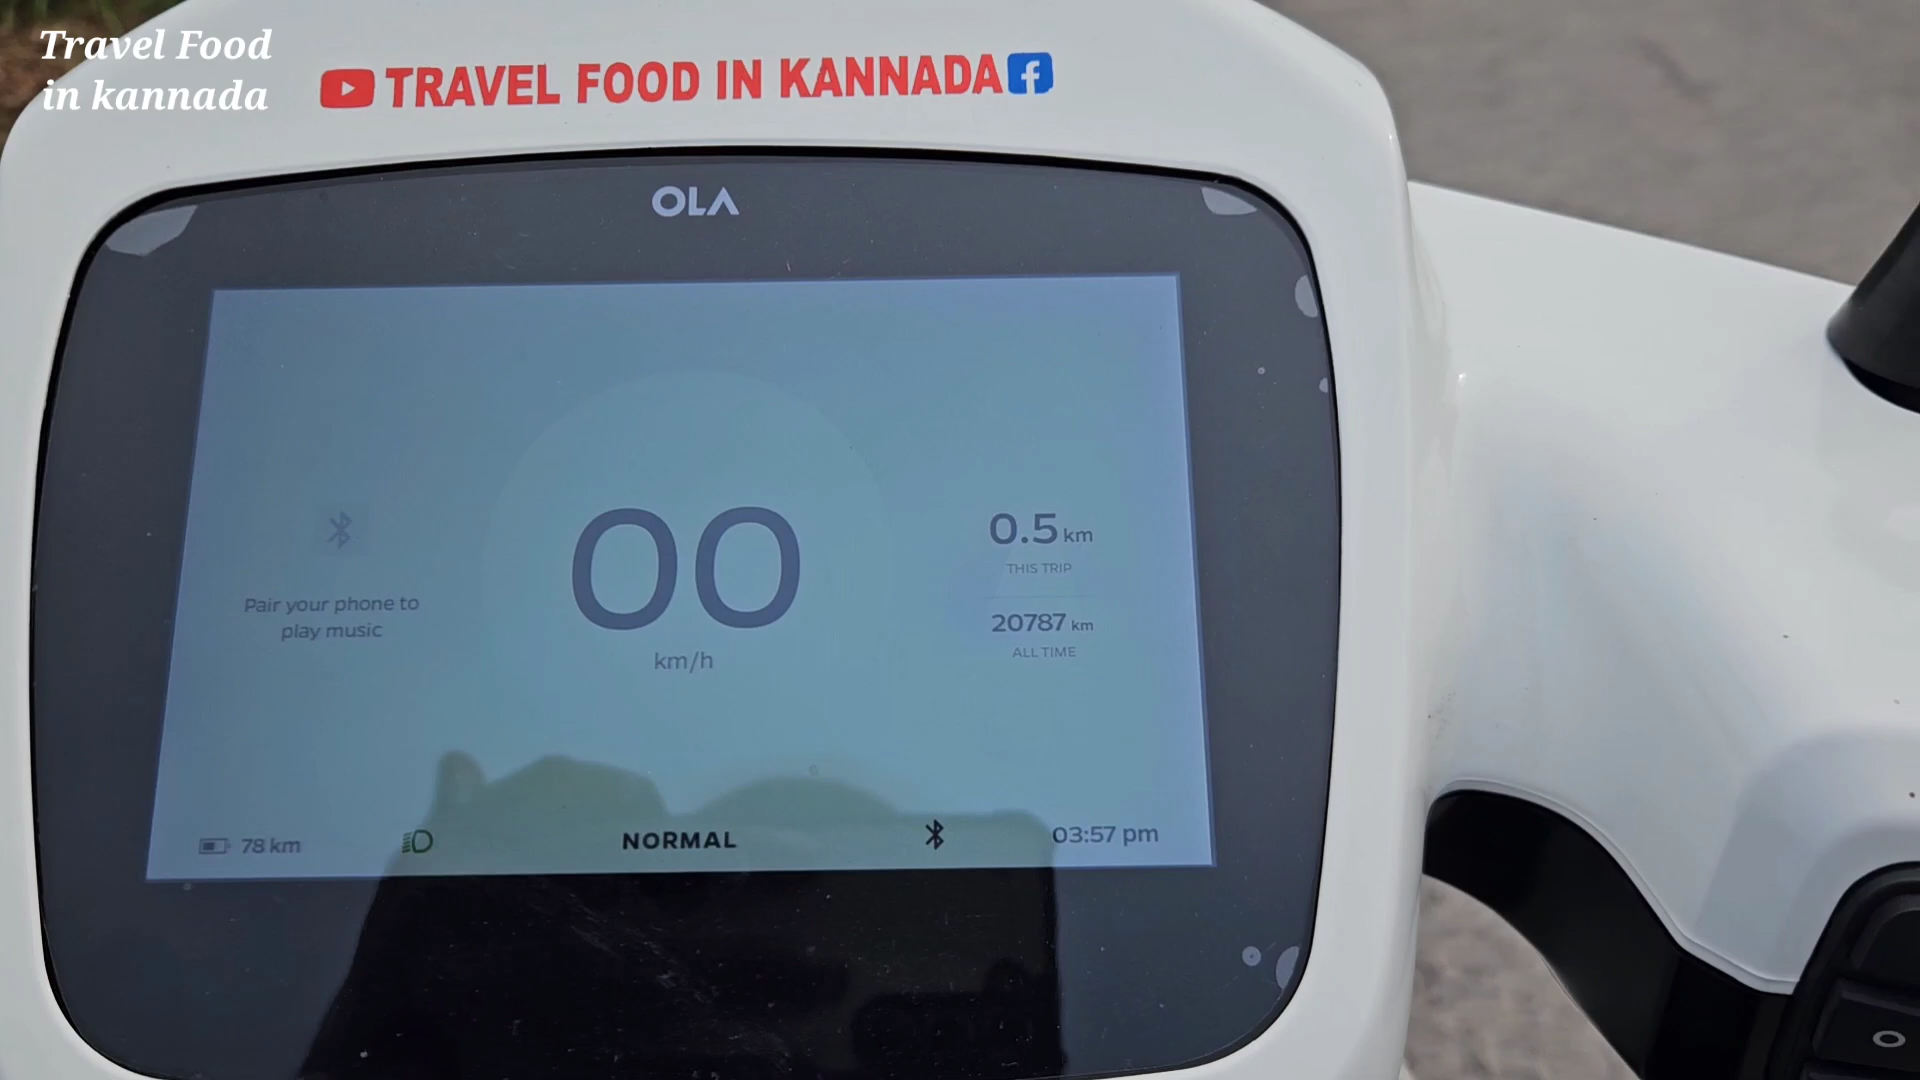 Travel Food
in kannada
TRAVEL FOOD IN KANNADA
OLA
Pair your phone to
play music
00
km/h
0.5 km
THIS TRIP
20787 km
ALL TIME
78 km
NORMAL
03:57 pm